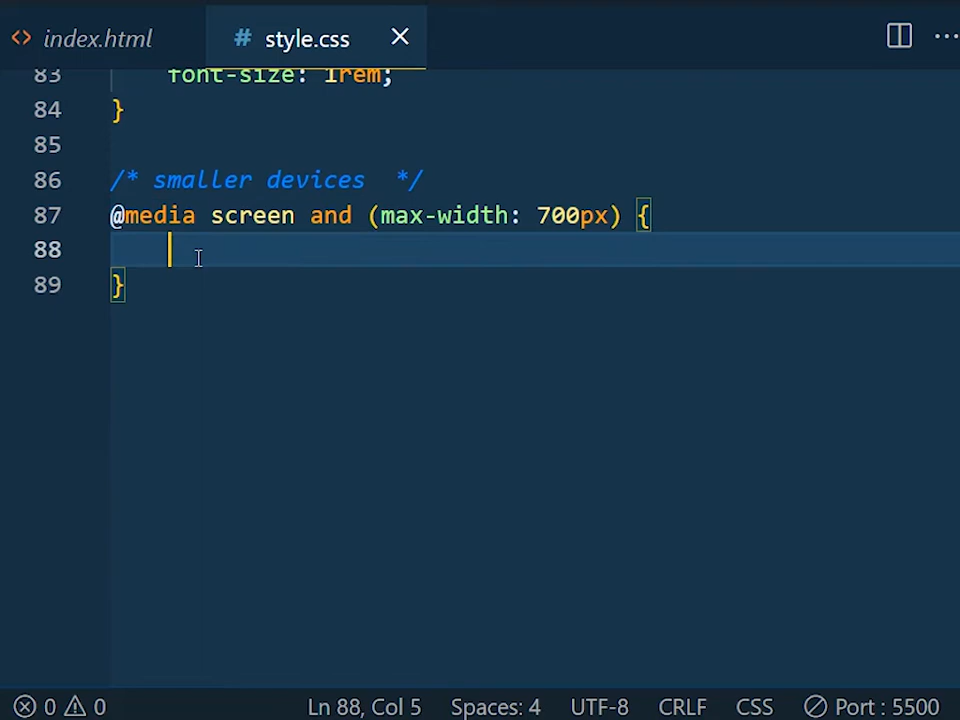 <> index.html # style.css ×
83 font-size: 1rem;
84 }
85
86 /* smaller devices  */
87 @media screen and (max-width: 700px) {
88
89 }
0 0 Ln 88, Col 5 Spaces: 4 UTF-8 CRLF CSS Port : 5500